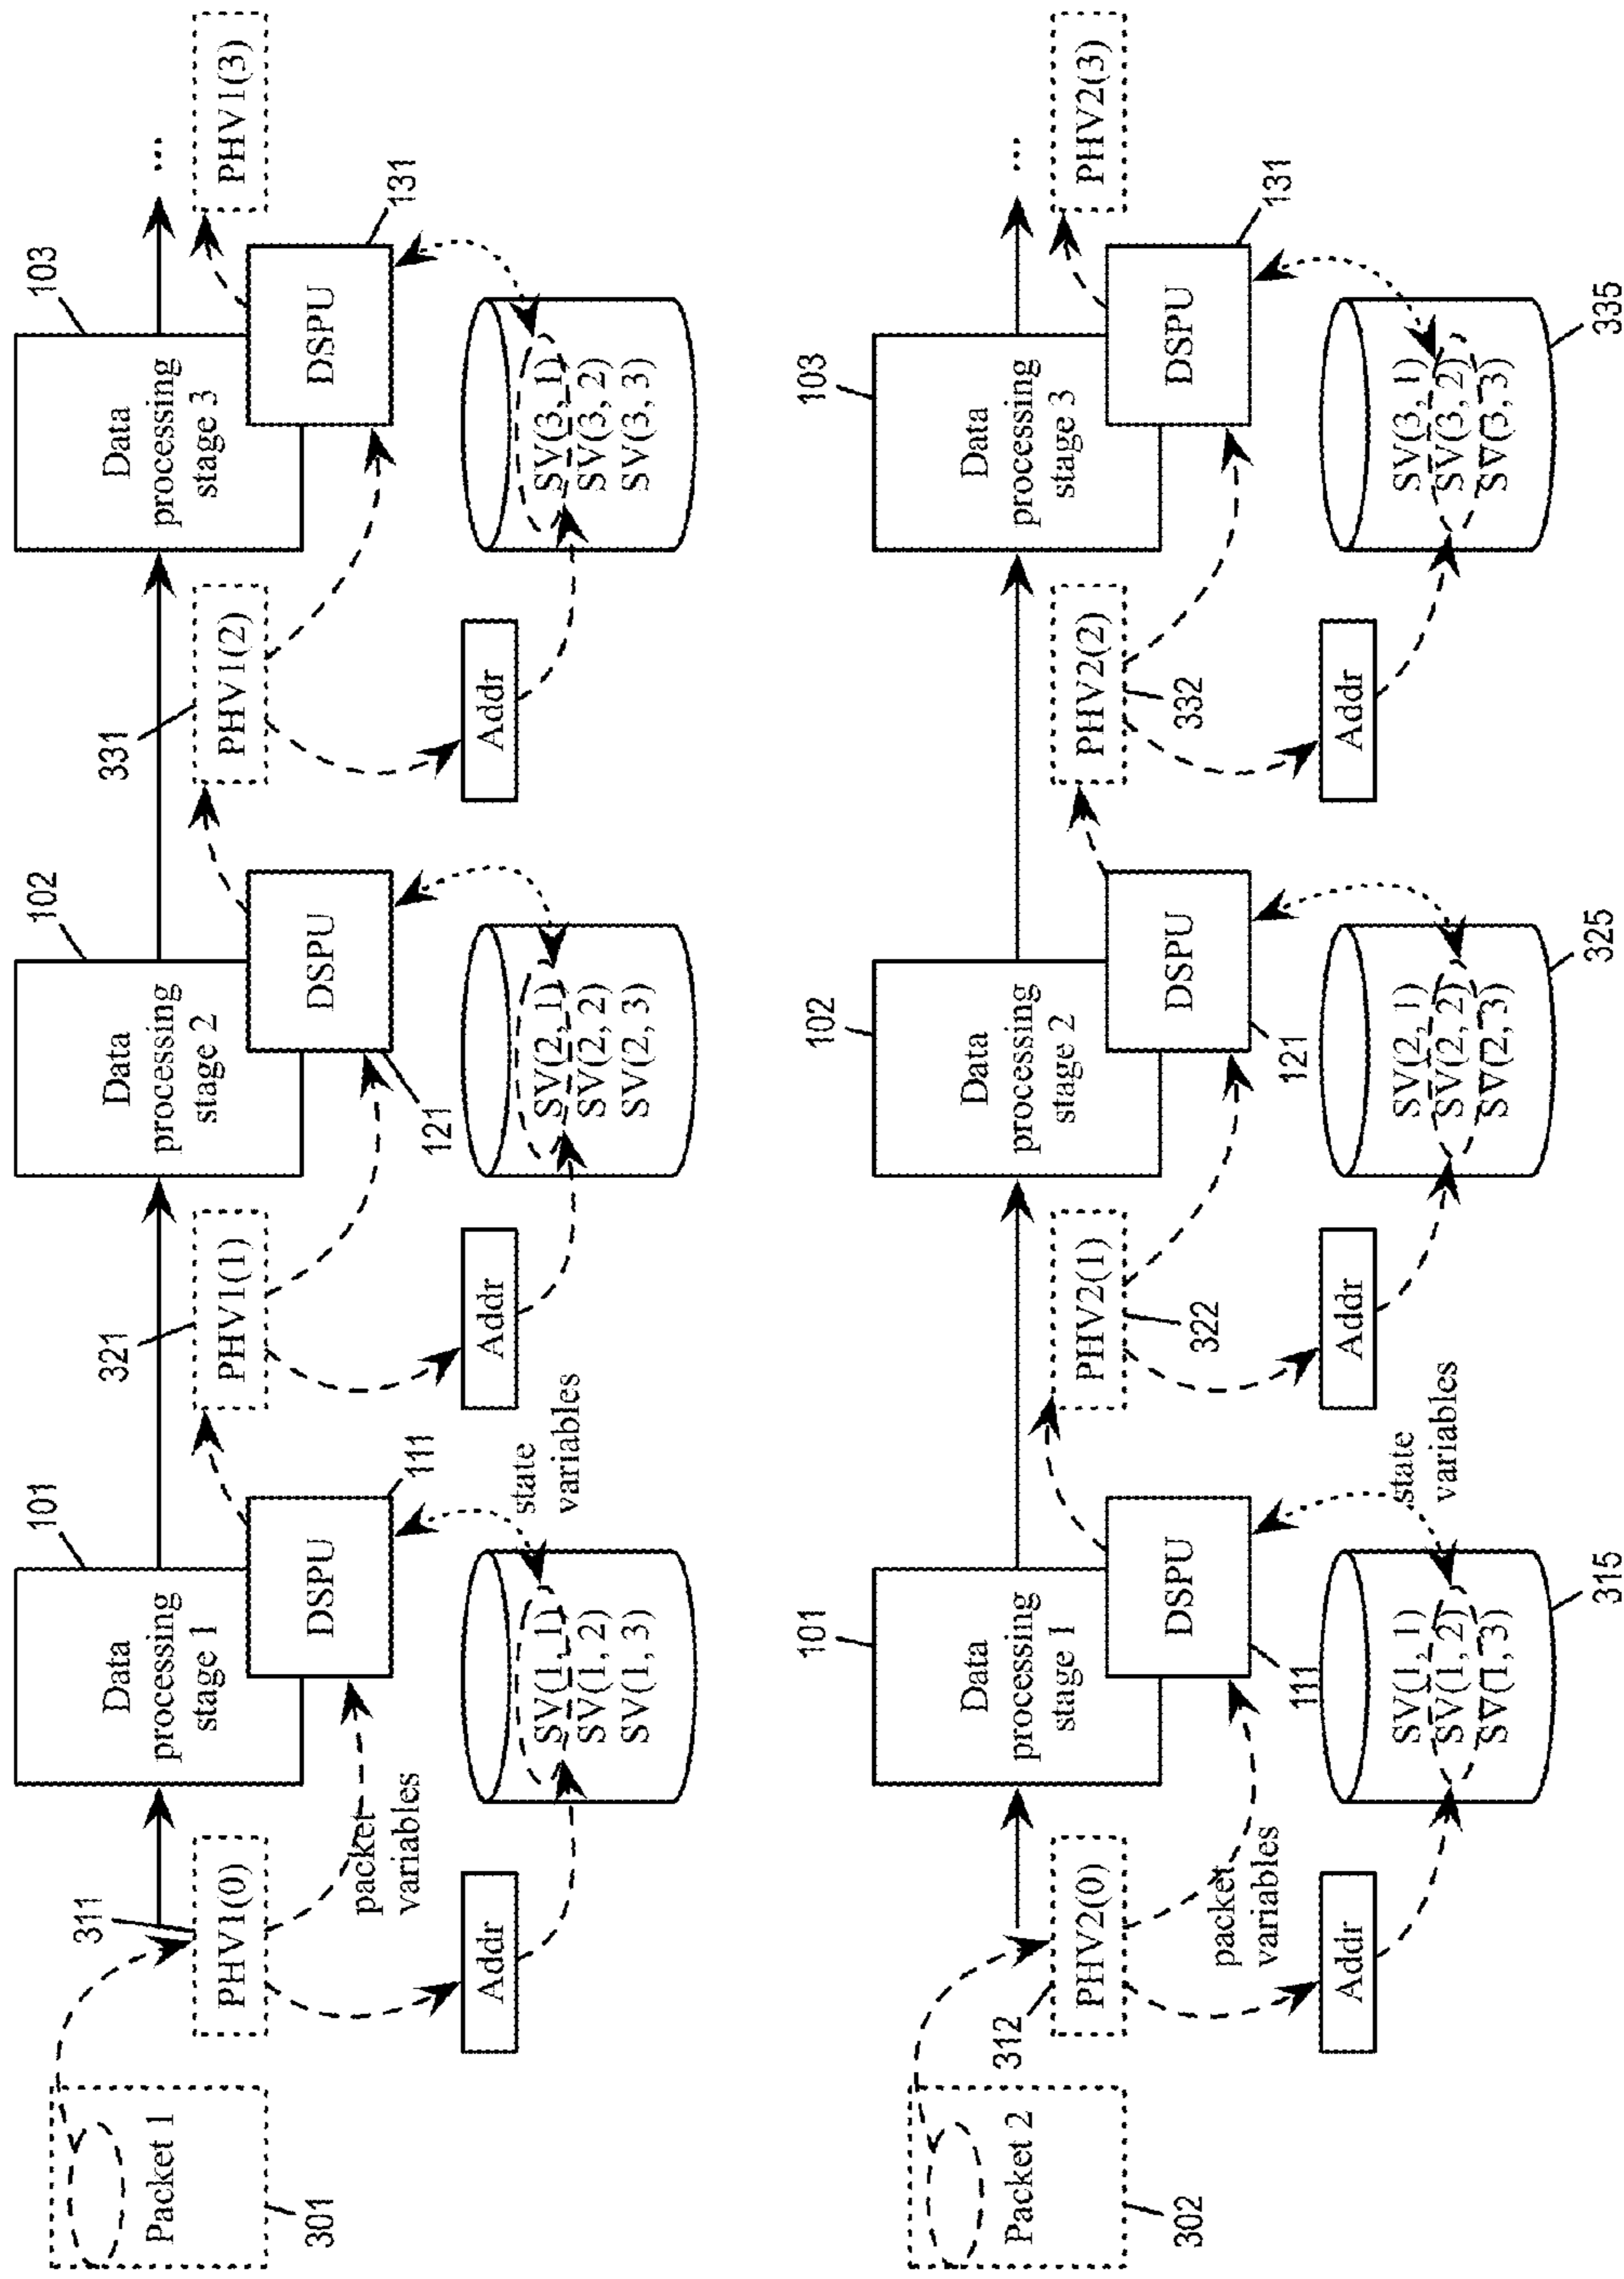 101
102
103
311
321
331
Data
processing
stage 1
Data
processing
stage 2
Data
processing
stage 3
...
Packet 1
301
PHV1(0)
PHV1(1)
PHV1(2)
PHV1(3)
DSPU
DSPU
DSPU
111
121
131
packet
variables
state
variables
Addr
Addr
Addr
SV(1, 1)
SV(1, 2)
SV(1, 3)
SV(2, 1)
SV(2, 2)
SV(2, 3)
SV(3, 1)
SV(3, 2)
SV(3, 3)
101
102
103
Data
processing
stage 1
Data
processing
stage 2
Data
processing
stage 3
...
Packet 2
302
312
PHV2(0)
PHV2(1)
322
PHV2(2)
332
PHV2(3)
DSPU
DSPU
DSPU
111
121
131
packet
variables
state
variables
Addr
Addr
Addr
SV(1, 1)
SV(1, 2)
SV(1, 3)
SV(2, 1)
SV(2, 2)
SV(2, 3)
SV(3, 1)
SV(3, 2)
SV(3, 3)
315
325
335